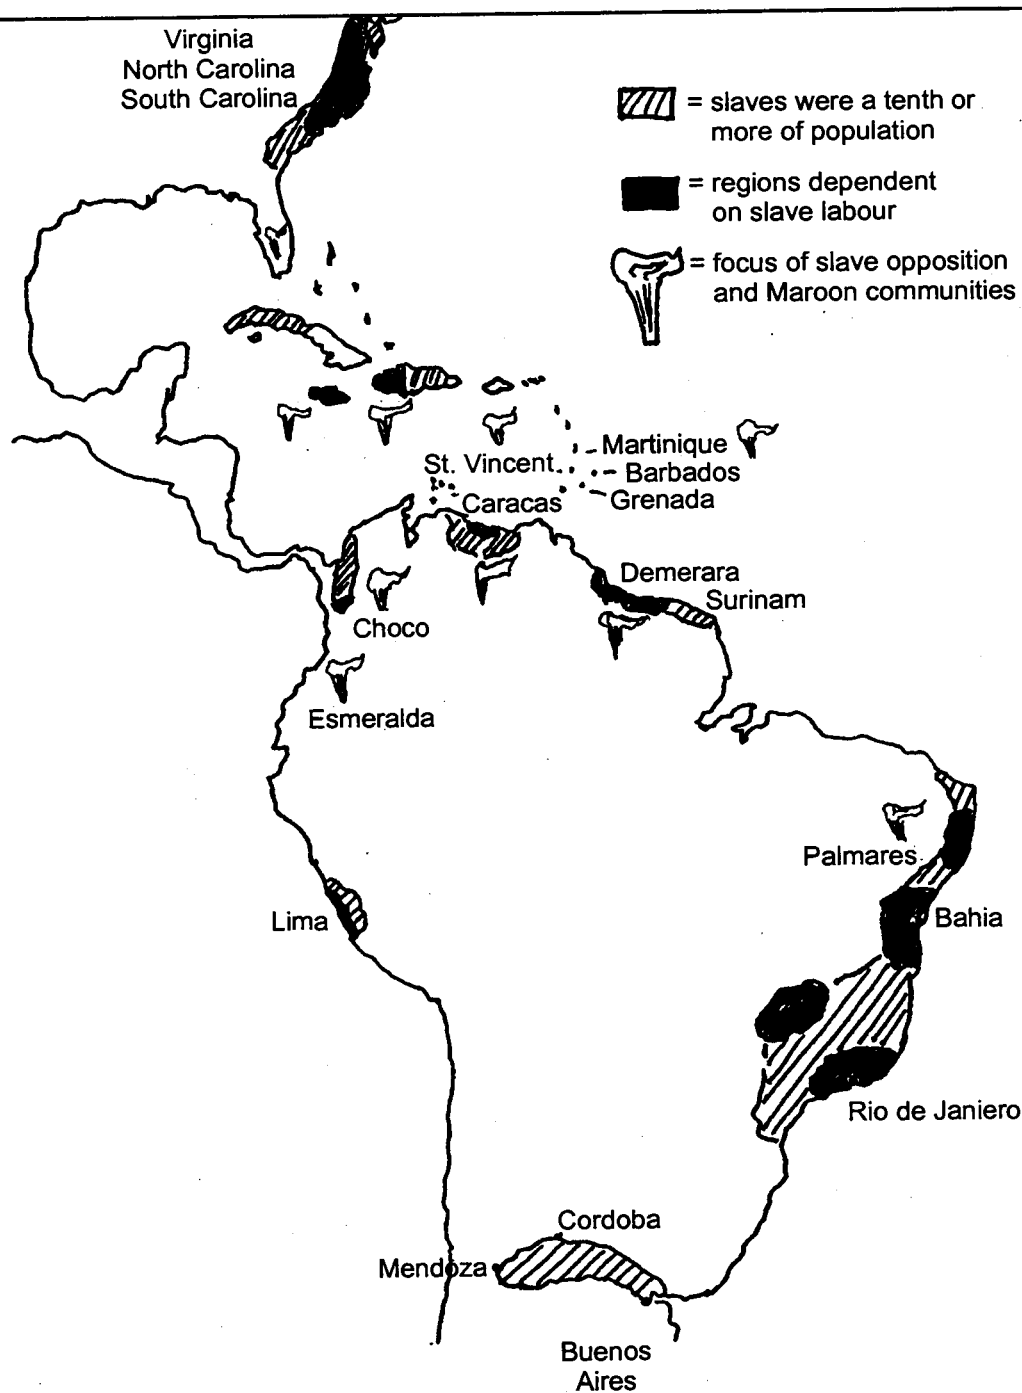 Virginia
North Carolina
South Carolina
= slaves were a tenth or
more of population
= regions dependent
on slave labour
= focus of slave opposition
and Maroon communities
Martinique
St. Vincent
Barbados
Caracas
Grenada
Demerara
Surinam
Choco
Esmeralda
Palmares
Lima
Bahia
Rio de Janiero
Cordoba
Mendoza
Buenos
Aires